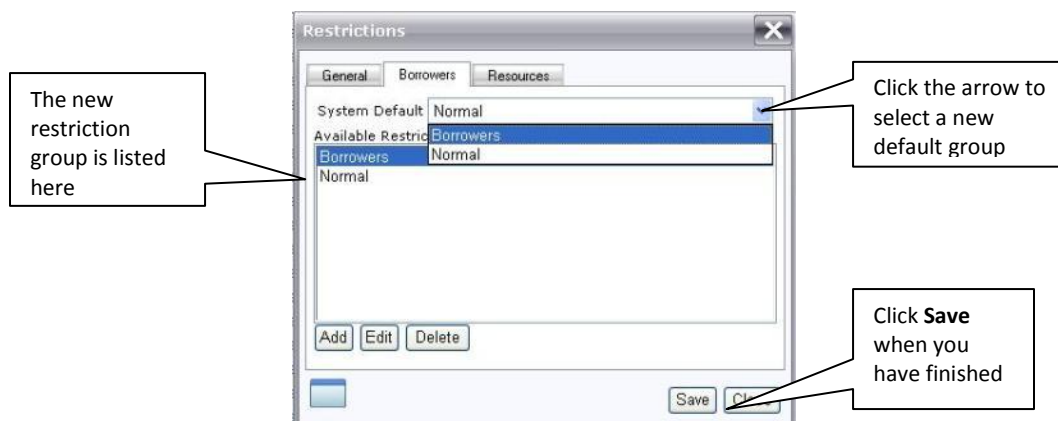 Restrictions
General Borrowers Resources
The new
restriction
group is listed
here
System Default Normal
Borrowers
Normal
Available Restric
Borrowers
Normal
Click the arrow to
select a new
default group
Add Edit Delete
Click Save
when you
have finished
Save